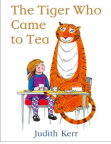 The Tiger Who
Came to Tea
Judith Kerr